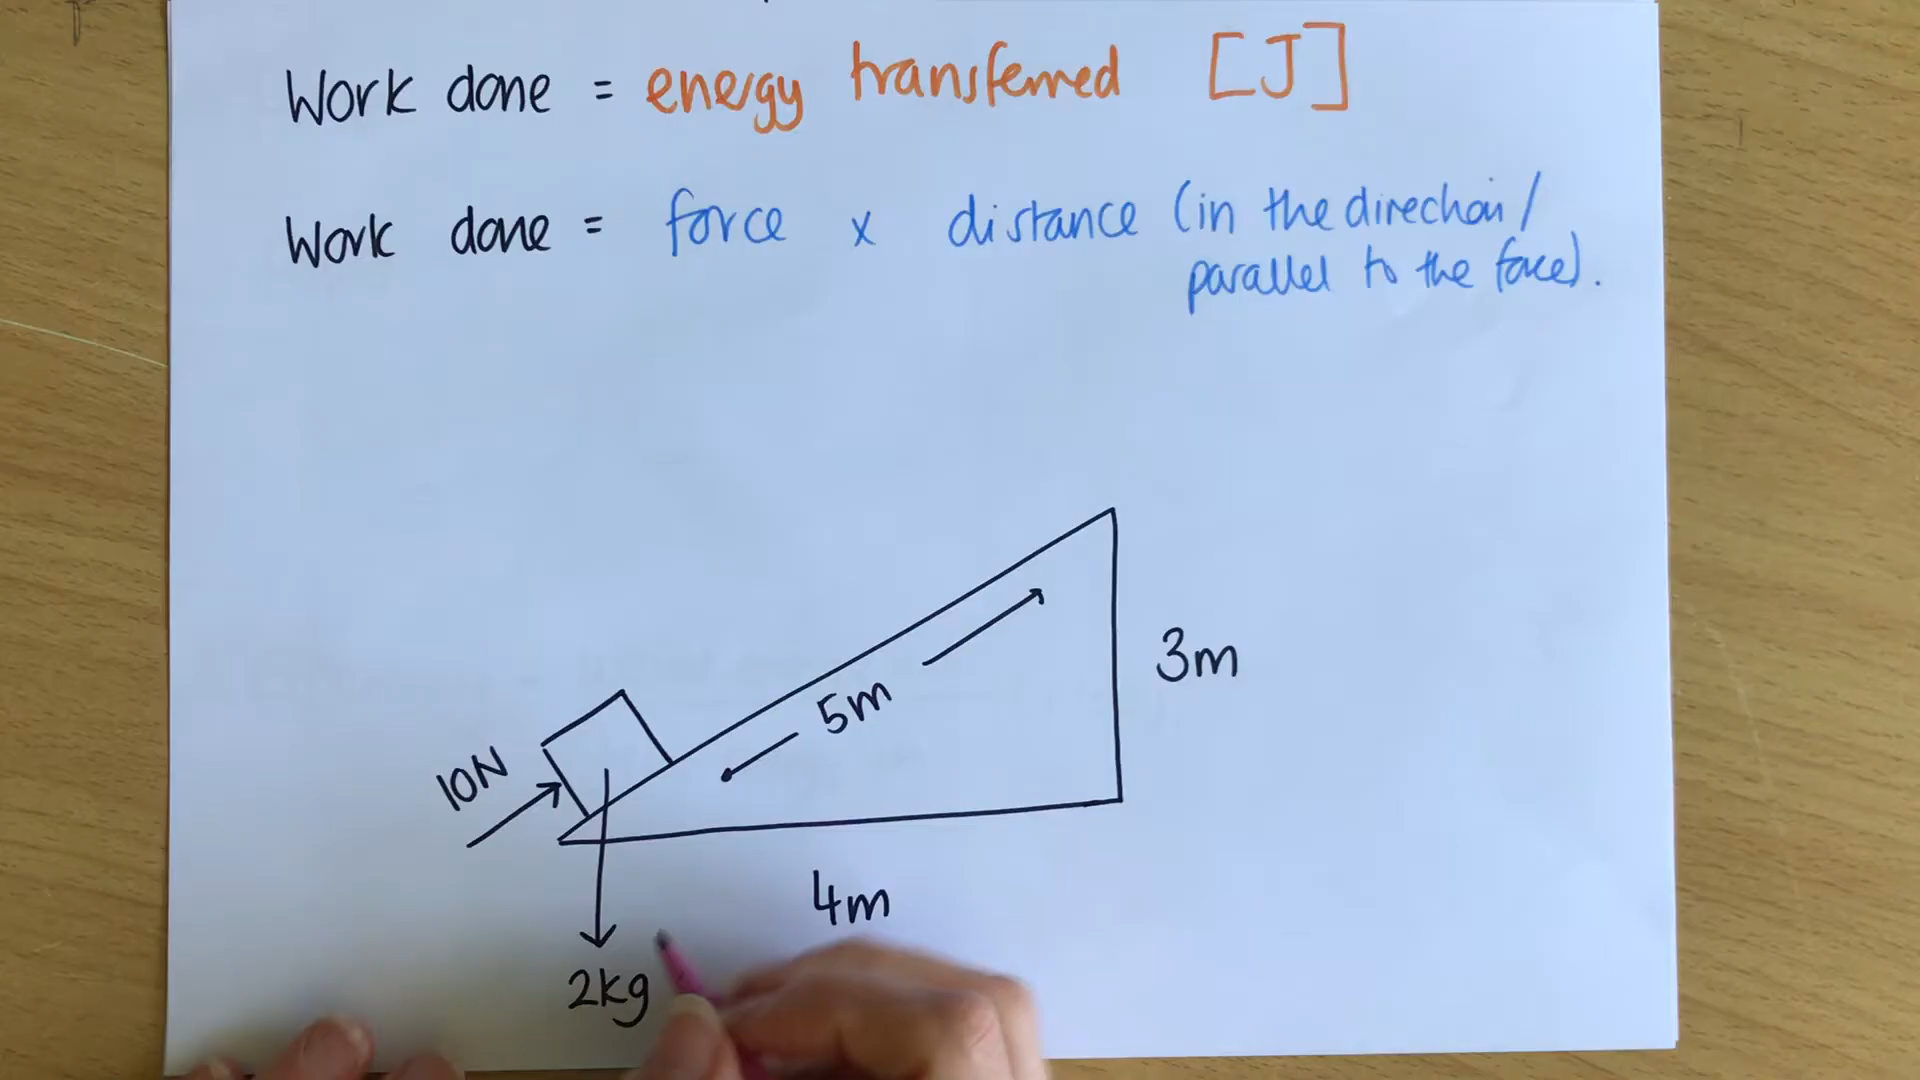 Work done = energy transferred [J]
Work done = force x distance (in the direction/
parallel to the force).
3m
5m
10N
4m
2kg